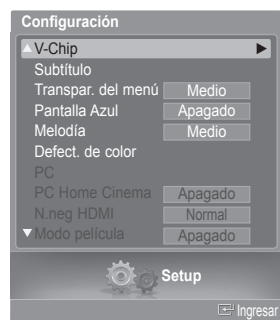 Configuración
V-Chip
Subtítulo
Transpar. del menú Medio
Pantalla Azul Apagado
Melodía Medio
Defect. de color
PC
PC Home Cinema Apagado
N.neg HDMI Normal
Modo película Apagado
Setup
Ingresar